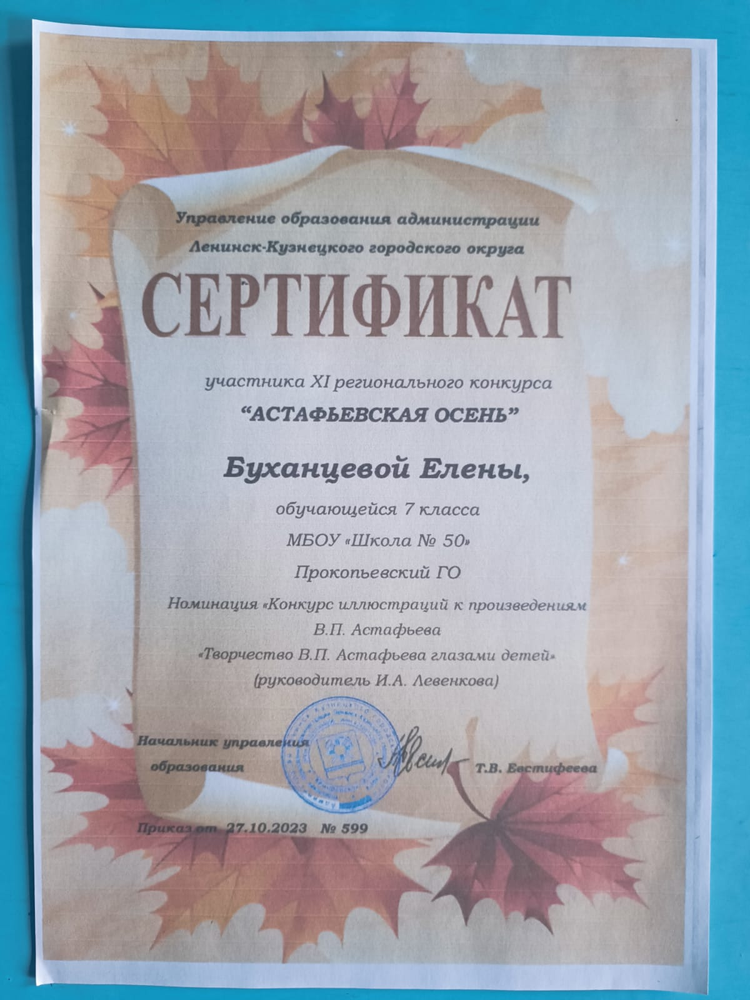 Управление образования администрации
Ленинск-Кузнецкого городского округа
СЕРТИФИКАТ
участника XI регионального конкурса
“АСТАФЬЕВСКАЯ ОСЕНЬ”
Буханцевой Елены,
обучающейся 7 класса
МБОУ «Школа № 50»
Прокопьевский ГО
Номинация «Конкурс иллюстраций к произведениям
В.П. Астафьева
«Творчество В.П. Астафьева глазами детей»
(руководитель И.А. Левенкова)
Начальник управления
образования
Т.В. Евстифеева
Приказ от 27.10.2023 № 599